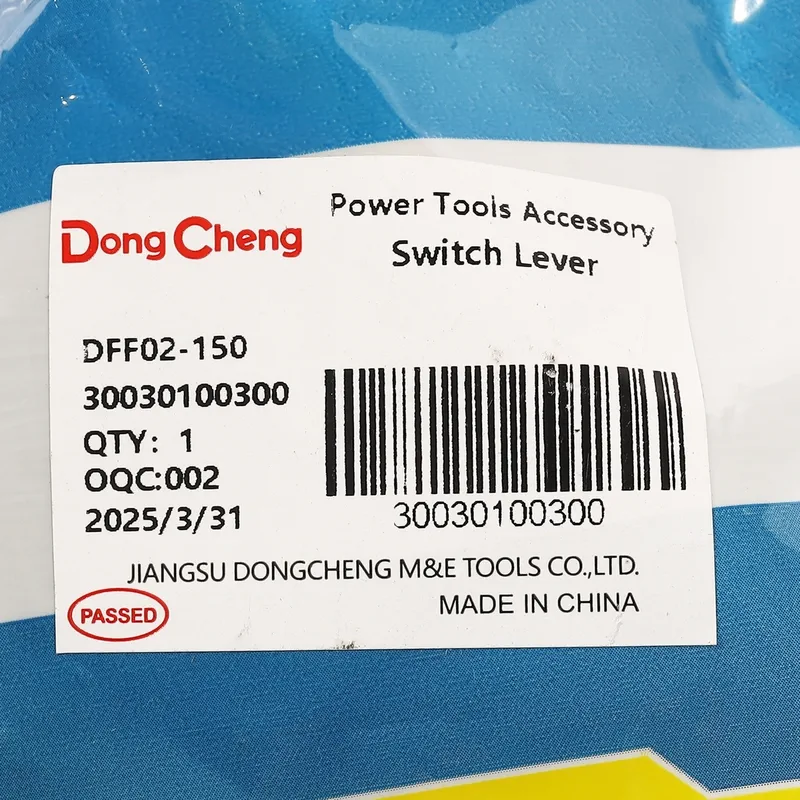 Dong Cheng
Power Tools Accessory
Switch Lever
DFF02-150
30030100300
QTY: 1
OQC:002
2025/3/31
30030100300
JIANGSU DONGCHENG M&E TOOLS CO.,LTD.
PASSED
MADE IN CHINA